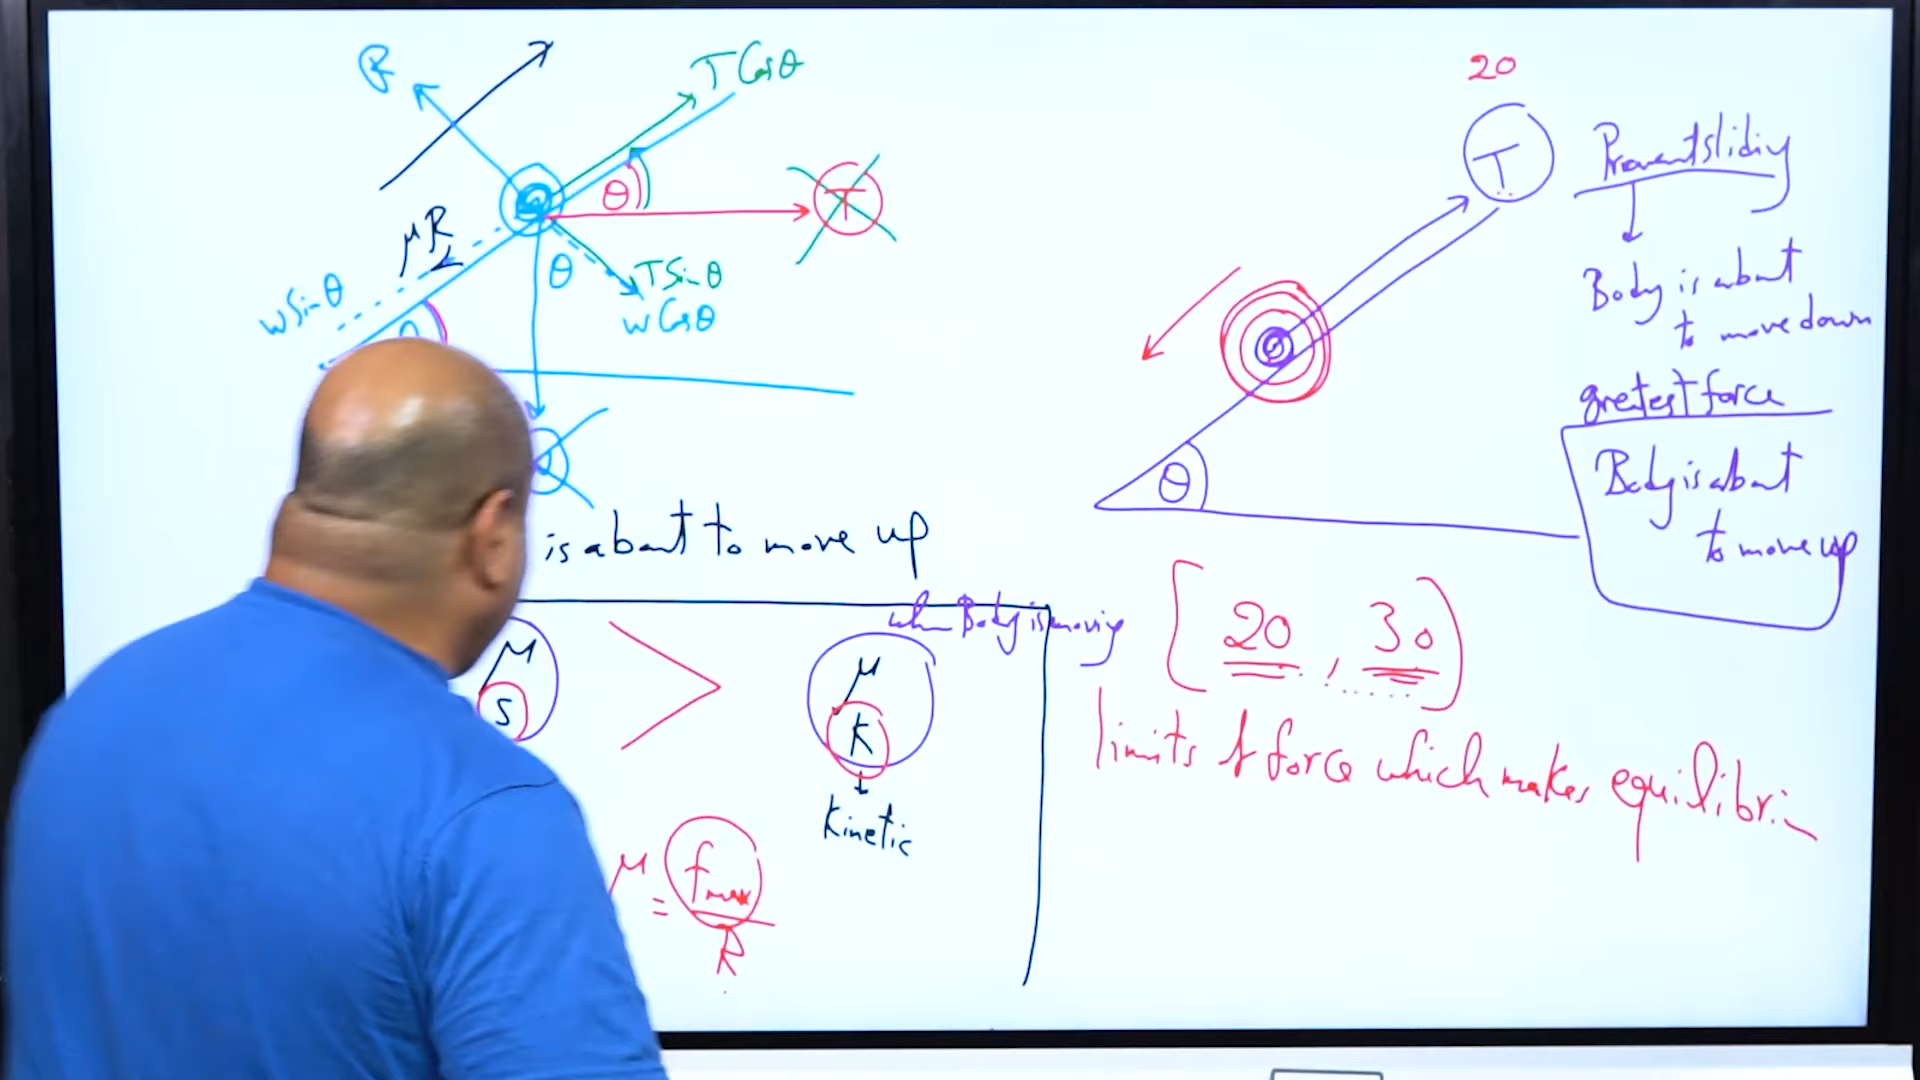 R
T Cos θ
θ
T
μR
θ
T Sin θ
w Cos θ
w Sin θ
is about to move up
μ
s
>
when Body is moving
μ
k
Kinetic
μ = fmax
R
20
T
Prevent sliding
Body is about
to move down
greatest force
Body is about
to move up
θ
[20, 30]
limits of force which makes equilibri